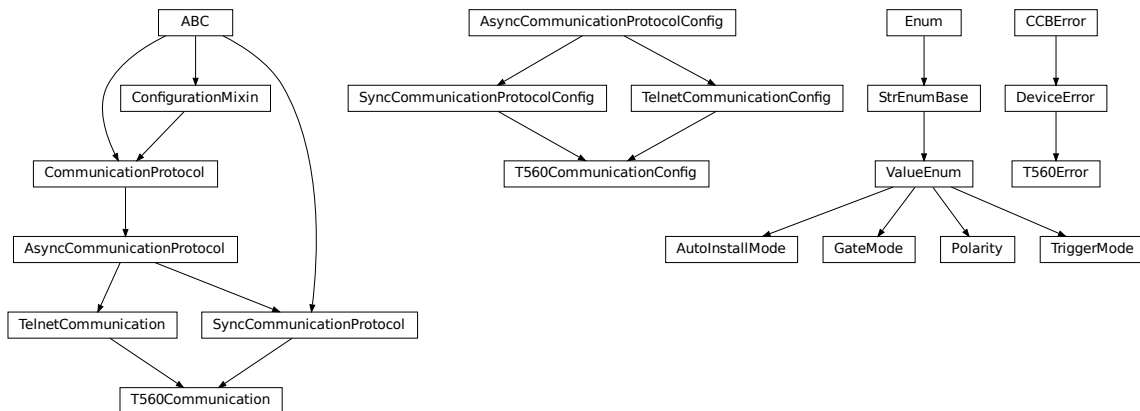 ABC
AsyncCommunicationProtocolConfig
Enum
CCBError
ConfigurationMixin
SyncCommunicationProtocolConfig
TelnetCommunicationConfig
StrEnumBase
DeviceError
CommunicationProtocol
T560CommunicationConfig
ValueEnum
T560Error
AsyncCommunicationProtocol
AutoInstallMode
GateMode
Polarity
TriggerMode
TelnetCommunication
SyncCommunicationProtocol
T560Communication